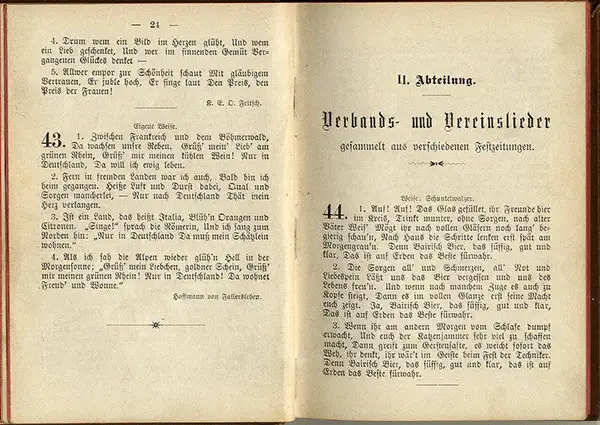 — 24 —
4. Drum wem ein Bild im Herzen glüht, Und wem
ein Lieb geschenket, Und wer im sinnenden Gemüt Ver-
gangenen Glückes denket —
5. Allwer empor zur Schönheit schaut Mit gläubigem
Vertrauen, Er juble hoch, Er singe laut Den Preis, den
Preis der Frauen!
K. E. O. Fritsch.
Eigene Weise.
43. 1. Zwischen Frankreich und dem Böhmerwald,
Da wachsen unsre Reben. Grüß' mein' Lieb' am
grünen Rhein, Grüß' mir meinen kühlen Wein! Nur in
Deutschland, Da will ich ewig leben.
2. Fern in fremden Landen war ich auch, Bald bin ich
heim gegangen. Heiße Luft und Durst dabei, Qual und
Sorgen mancherlei, — Nur nach Deutschland Thät mein
Herz verlangen.
3. Ist ein Land, das heißt Italia, Blüh'n Orangen und
Citronen. „Singe!" sprach die Römerin, Und ich sang zum
Norden hin: „Nur in Deutschland Da muß mein Schätzlein
wohnen."
4. Als ich sah die Alpen wieder glüh'n Hell in der
Morgensonne; „Grüß' mein Liebchen, goldner Schein, Grüß'
mir meinen grünen Rhein! Nur in Deutschland! Da wohnet
Freud' und Wonne."
Hoffmann von Fallersleben.
II. Abteilung.
Verbands- und Vereinslieder
gesammelt aus verschiedenen Festzeitungen.
Weise: Schunkelwalzer.
44. 1. Auf! Auf! Das Glas gefüllet, ihr Freunde hier
im Kreis, Trinkt munter, ohne Sorgen, nach alter
Väter Weis' Mögt ihr nach vollen Gläsern noch lang' be-
gierig schau'n, Nach Haus die Schritte lenken erst spät am
Morgengrau'n. Denn Bairisch Bier, das süffig, gut und
klar, Das ist auf Erden das Beste fürwahr.
2. Die Sorgen all' und Schmerzen, all' Not und
Liebespein Läßt uns das Bier vergessen und uns des
Lebens freu'n. Und wenn nach manchem Zuge es auch zu
Kopfe steigt, Dann es im vollen Glanze erst seine Macht
euch zeigt. Ja, Bairisch Bier, das süffig, gut und klar,
Das ist auf Erden das Beste fürwahr.
3. Wenn ihr am andern Morgen vom Schlafe dumpf
erwacht, Und euch der Katzenjammer sehr viel zu schaffen
macht, Dann greift zum Gerstensafte, es weicht sofort das
Weh, ihr denkt, ihr wär't im Geiste beim Fest der Techniker.
Denn Bairisch Bier, das süffig, gut und klar, das ist auf
Erden das Beste fürwahr.